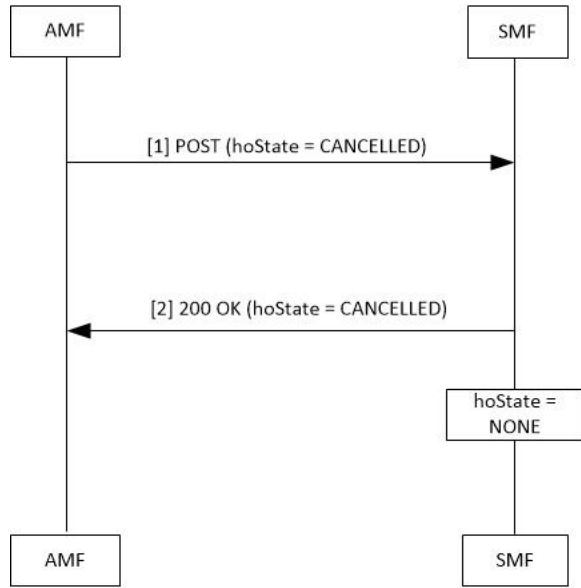 AMF
SMF
[1] POST (hoState = CANCELLED)
[2] 200 OK (hoState = CANCELLED)
hoState =
NONE
AMF
SMF